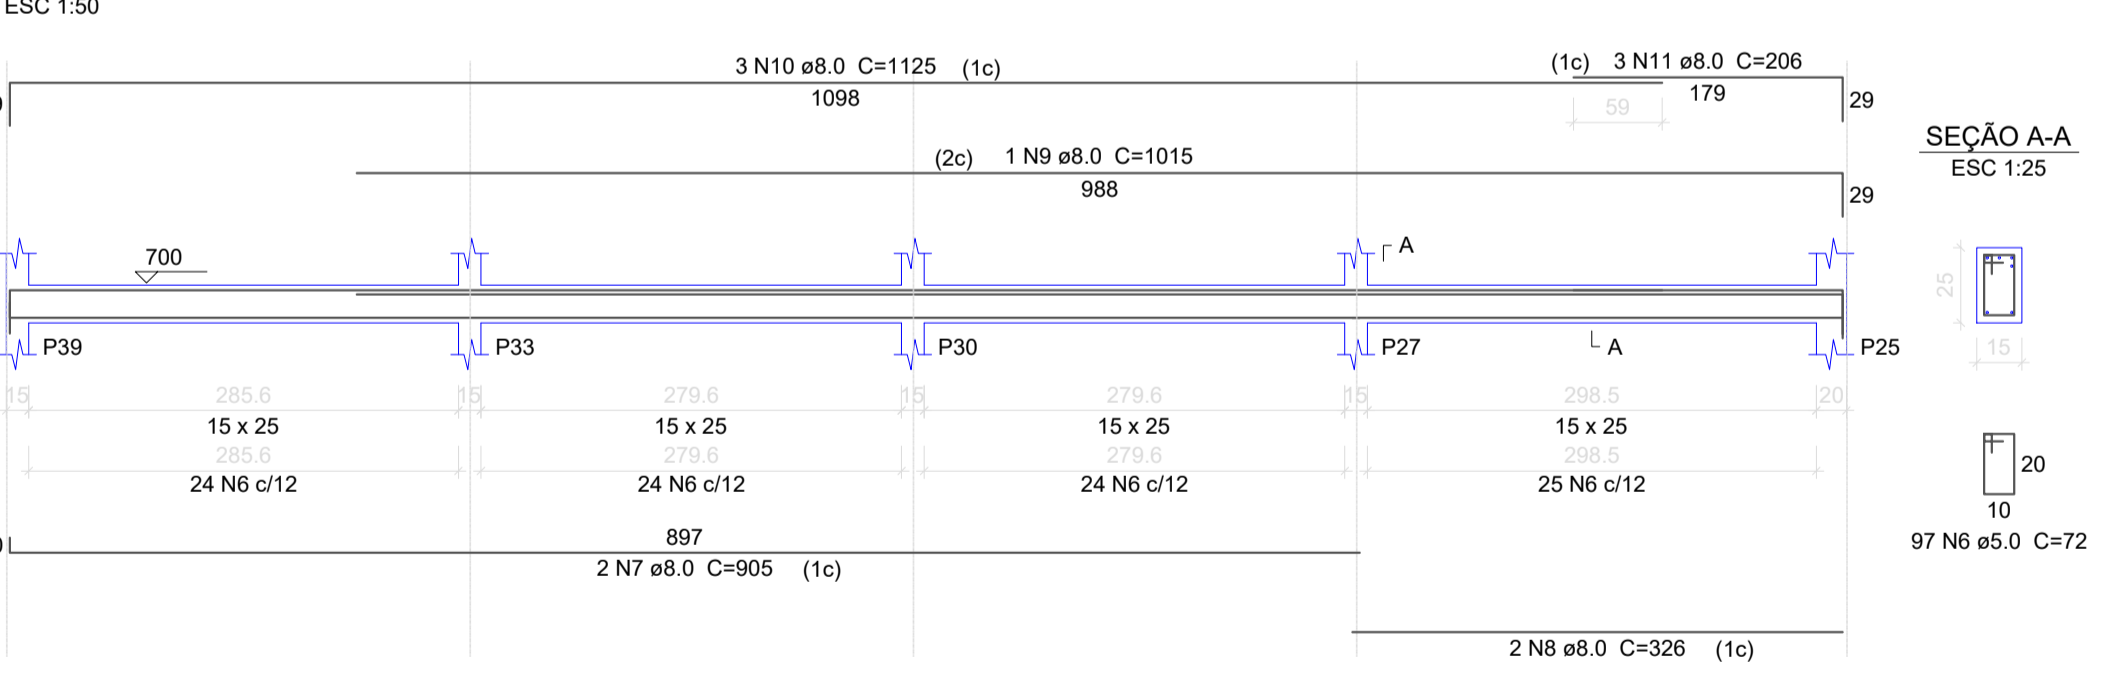 ESC 1:50
3 N10 ø8.0 C=1125 (1c)
1098
(1c) 3 N11 ø8.0 C=206
179
29
59
(2c) 1 N9 ø8.0 C=1015
988
29
SEÇÃO A-A
ESC 1:25
700
A
25
15
P39 P33 P30 P27 A P25
15 285.6 15 279.6 15 279.6 15 298.5 20
15 x 25 15 x 25 15 x 25 15 x 25
285.6 279.6 279.6 298.5
24 N6 c/12 24 N6 c/12 24 N6 c/12 25 N6 c/12
20
10
97 N6 ø5.0 C=72
897
2 N7 ø8.0 C=905 (1c)
2 N8 ø8.0 C=326 (1c)